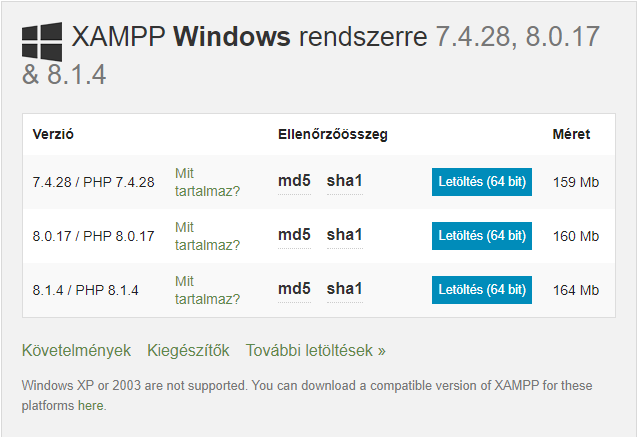 XAMPP Windows rendszerre 7.4.28, 8.0.17
& 8.1.4
Verzió Ellenőrzőösszeg Méret
7.4.28 / PHP 7.4.28 Mit tartalmaz? md5 sha1 Letöltés (64 bit) 159 Mb
8.0.17 / PHP 8.0.17 Mit tartalmaz? md5 sha1 Letöltés (64 bit) 160 Mb
8.1.4 / PHP 8.1.4 Mit tartalmaz? md5 sha1 Letöltés (64 bit) 164 Mb
Követelmények Kiegészítők További letöltések »
Windows XP or 2003 are not supported. You can download a compatible version of XAMPP for these
platforms here.